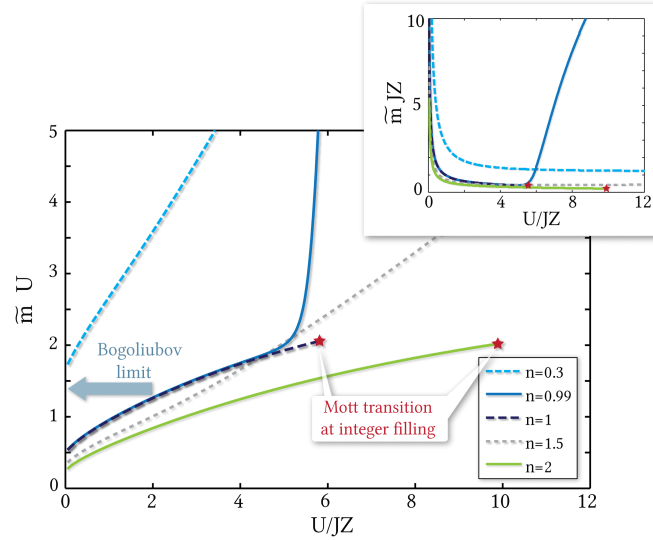 10
5
0
m̃ JZ
0
4
8
12
U/JZ
5
4
3
2
1
0
m̃ U
Bogoliubov
limit
Mott transition
at integer filling
n=0.3
n=0.99
n=1
n=1.5
n=2
0
2
4
6
8
10
12
U/JZ